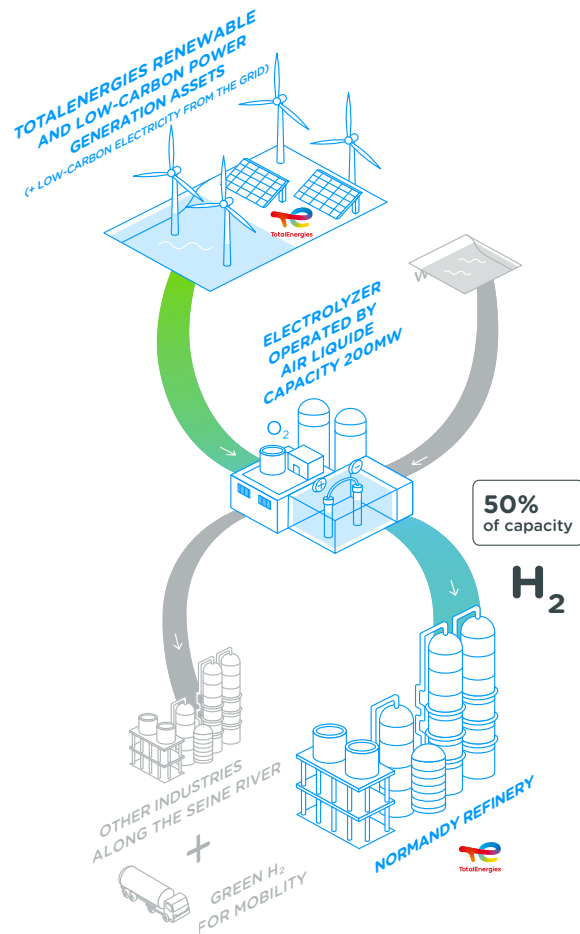 TOTALENERGIES RENEWABLE
AND LOW-CARBON POWER
GENERATION ASSETS
(+ LOW-CARBON ELECTRICITY FROM THE GRID)
TotalEnergies
W
ELECTROLYZER
OPERATED BY
AIR LIQUIDE
CAPACITY 200MW
O₂
50%
of capacity
H₂
OTHER INDUSTRIES
ALONG THE SEINE RIVER
+
GREEN H₂
FOR MOBILITY
NORMANDY REFINERY
TotalEnergies